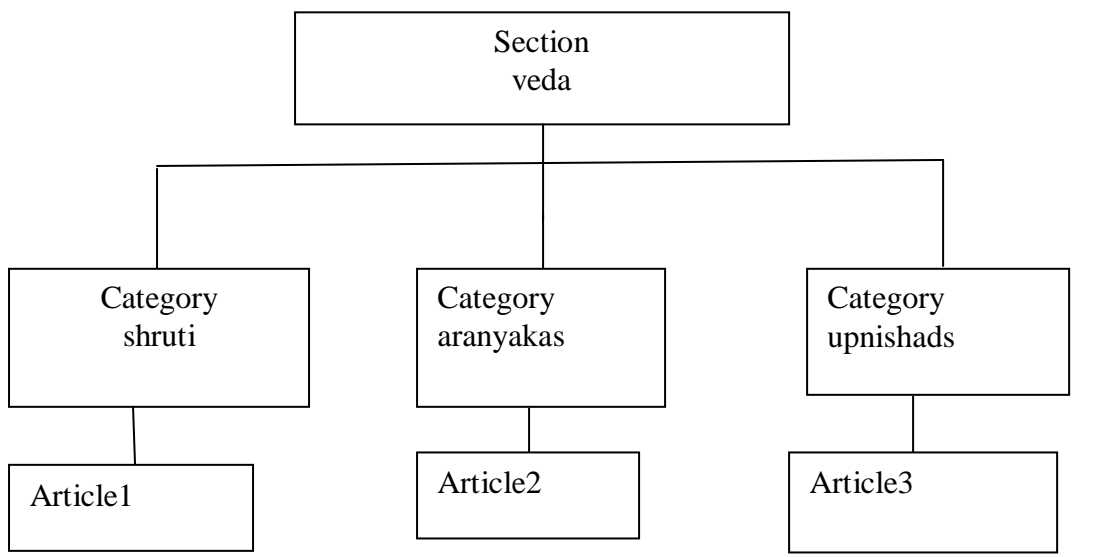 Section
veda
Category
shruti
Category
aranyakas
Category
upnishads
Article1
Article2
Article3